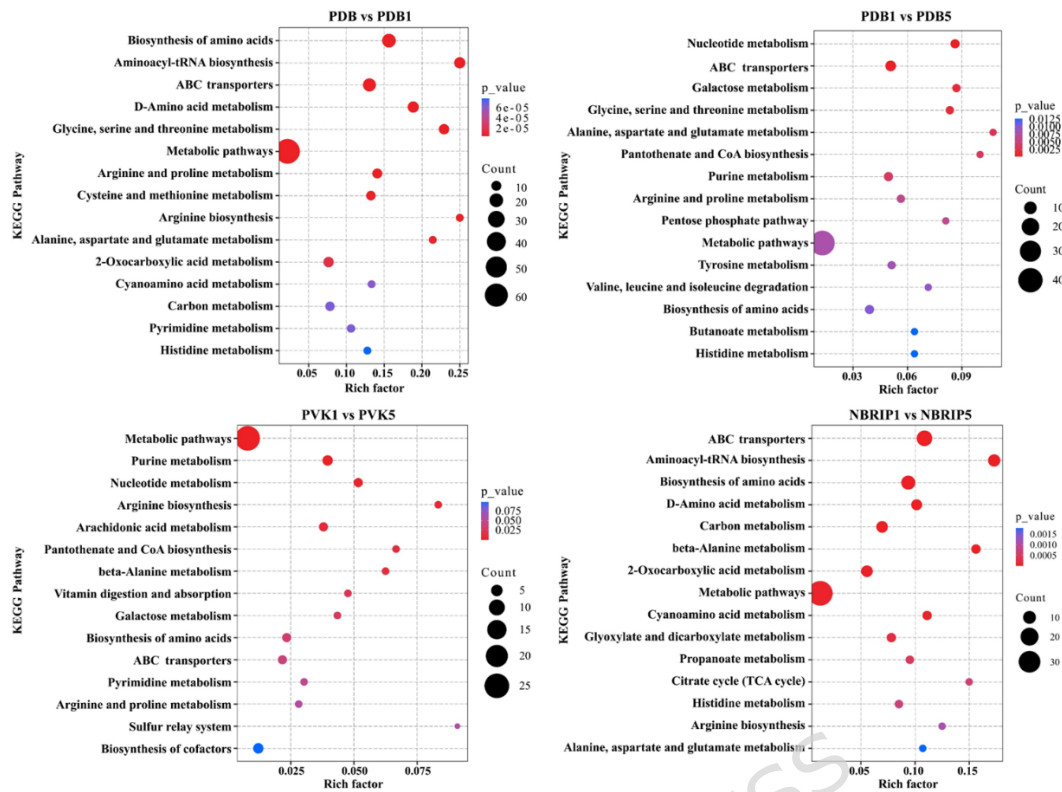 PDB vs PDB1
KEGG Pathway
Biosynthesis of amino acids
Aminoacyl-tRNA biosynthesis
ABC transporters
D-Amino acid metabolism
Glycine, serine and threonine metabolism
Metabolic pathways
Arginine and proline metabolism
Cysteine and methionine metabolism
Arginine biosynthesis
Alanine, aspartate and glutamate metabolism
2-Oxocarboxylic acid metabolism
Cyanoamino acid metabolism
Carbon metabolism
Pyrimidine metabolism
Histidine metabolism
0.05 0.10 0.15 0.20 0.25
Rich factor
p_value
6e-05
4e-05
2e-05
Count
10
20
30
40
50
60
PDB1 vs PDB5
KEGG Pathway
Nucleotide metabolism
ABC transporters
Galactose metabolism
Glycine, serine and threonine metabolism
Alanine, aspartate and glutamate metabolism
Pantothenate and CoA biosynthesis
Purine metabolism
Arginine and proline metabolism
Pentose phosphate pathway
Metabolic pathways
Tyrosine metabolism
Valine, leucine and isoleucine degradation
Biosynthesis of amino acids
Butanoate metabolism
Histidine metabolism
0.03 0.06 0.09
Rich factor
p_value
0.0125
0.0100
0.0075
0.0050
0.0025
Count
10
20
30
40
PVK1 vs PVK5
KEGG Pathway
Metabolic pathways
Purine metabolism
Nucleotide metabolism
Arginine biosynthesis
Arachidonic acid metabolism
Pantothenate and CoA biosynthesis
beta-Alanine metabolism
Vitamin digestion and absorption
Galactose metabolism
Biosynthesis of amino acids
ABC transporters
Pyrimidine metabolism
Arginine and proline metabolism
Sulfur relay system
Biosynthesis of cofactors
0.025 0.050 0.075
Rich factor
p_value
0.075
0.050
0.025
Count
5
10
15
20
25
NBRIP1 vs NBRIP5
KEGG Pathway
ABC transporters
Aminoacyl-tRNA biosynthesis
Biosynthesis of amino acids
D-Amino acid metabolism
Carbon metabolism
beta-Alanine metabolism
2-Oxocarboxylic acid metabolism
Metabolic pathways
Cyanoamino acid metabolism
Glyoxylate and dicarboxylate metabolism
Propanoate metabolism
Citrate cycle (TCA cycle)
Histidine metabolism
Arginine biosynthesis
Alanine, aspartate and glutamate metabolism
0.05 0.10 0.15
Rich factor
p_value
0.0015
0.0010
0.0005
Count
10
20
30